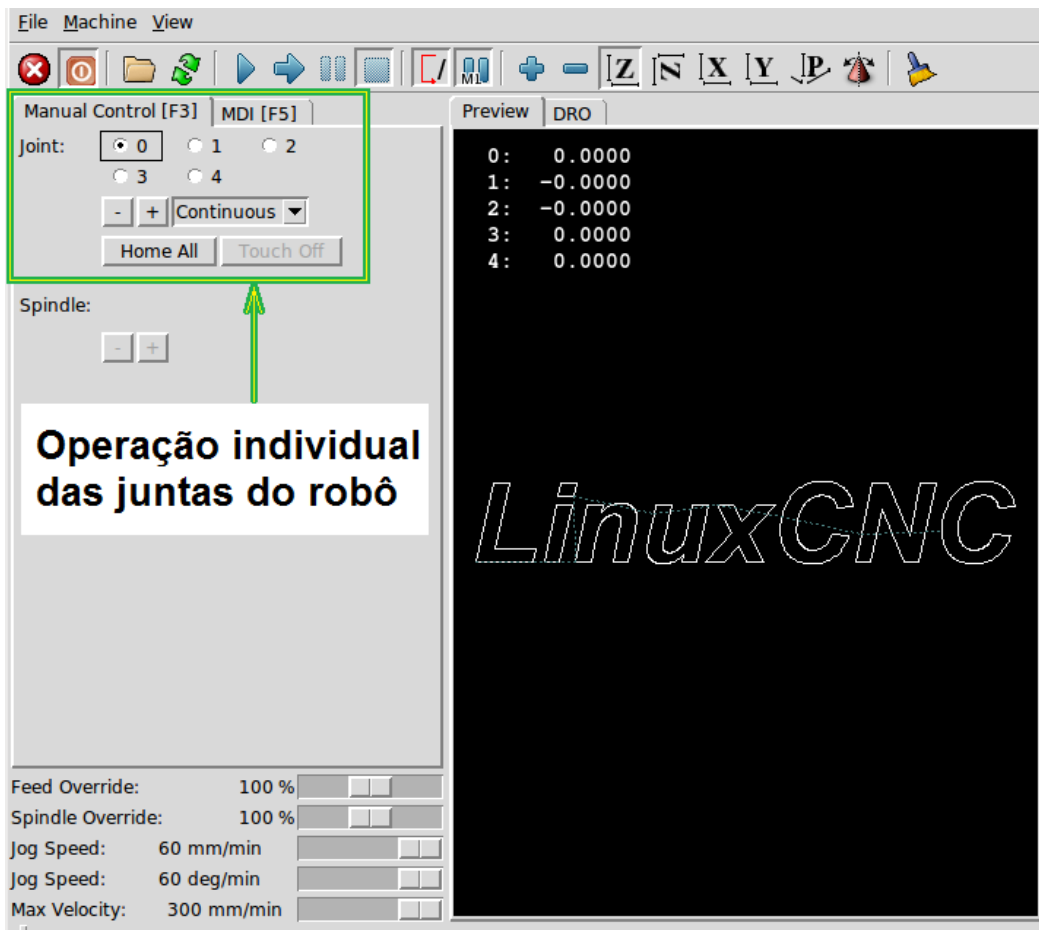 File Machine View
Z N X Y P
M1
Manual Control [F3] MDI [F5]
Joint: 0 1 2
3 4
- + Continuous
Home All Touch Off
Spindle:
- +
Operação individual
das juntas do robô
Feed Override: 100 %
Spindle Override: 100 %
Jog Speed: 60 mm/min
Jog Speed: 60 deg/min
Max Velocity: 300 mm/min
Preview DRO
0: 0.0000
1: -0.0000
2: -0.0000
3: 0.0000
4: 0.0000
LinuxCNC